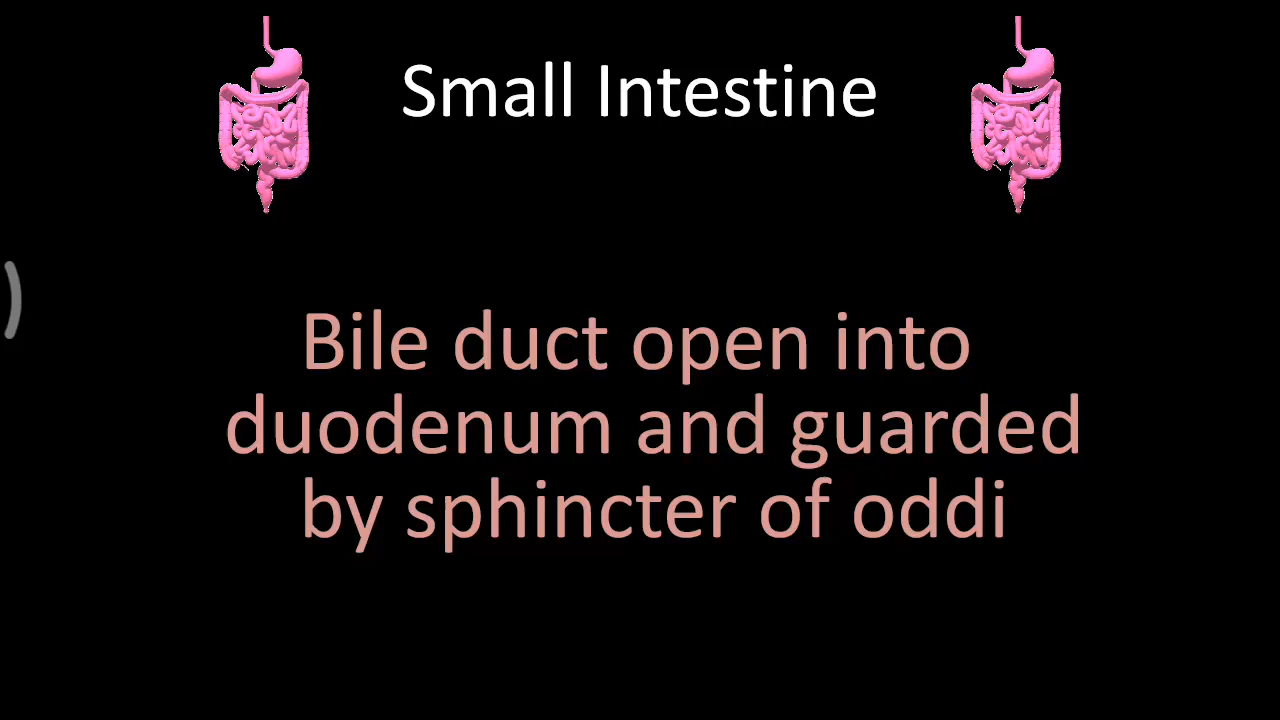 Small Intestine
Bile duct open into
duodenum and guarded
by sphincter of oddi